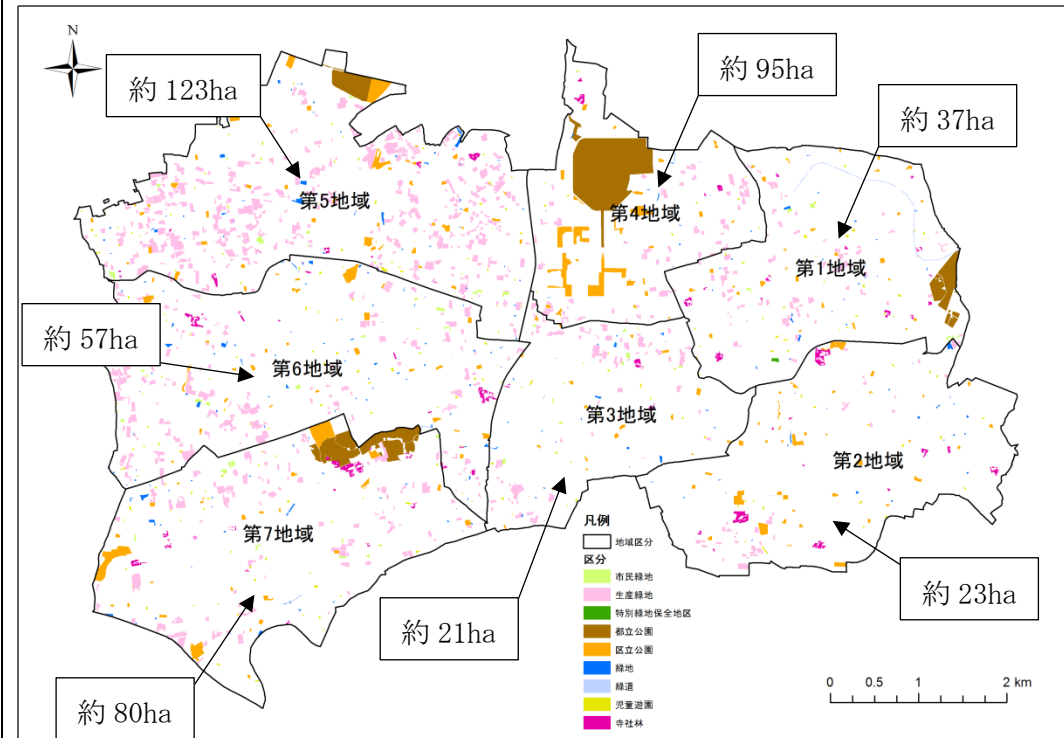 N
約 123ha
約 95ha
約 37ha
第5地域
第4地域
第1地域
約 57ha
第6地域
第3地域
第2地域
第7地域
約 23ha
約 21ha
約 80ha
凡例
地域区分
区分
市民緑地
生産緑地
特別緑地保全地区
都立公園
区立公園
緑地
緑道
児童遊園
寺社林
0 0.5 1 2 km